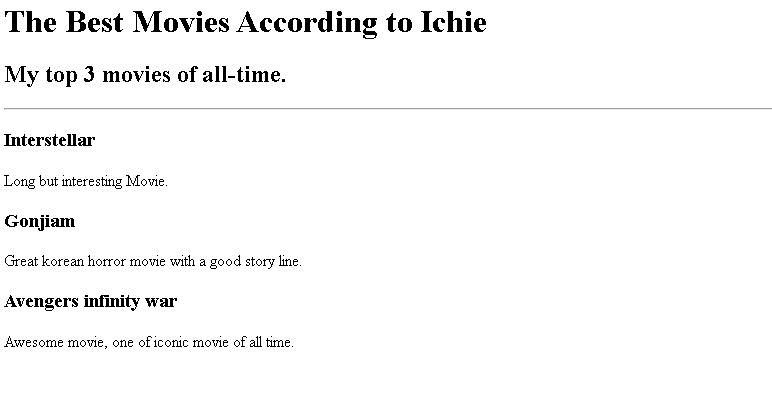 The Best Movies According to Ichie
My top 3 movies of all-time.
Interstellar
Long but interesting Movie.
Gonjiam
Great korean horror movie with a good story line.
Avengers infinity war
Awesome movie, one of iconic movie of all time.